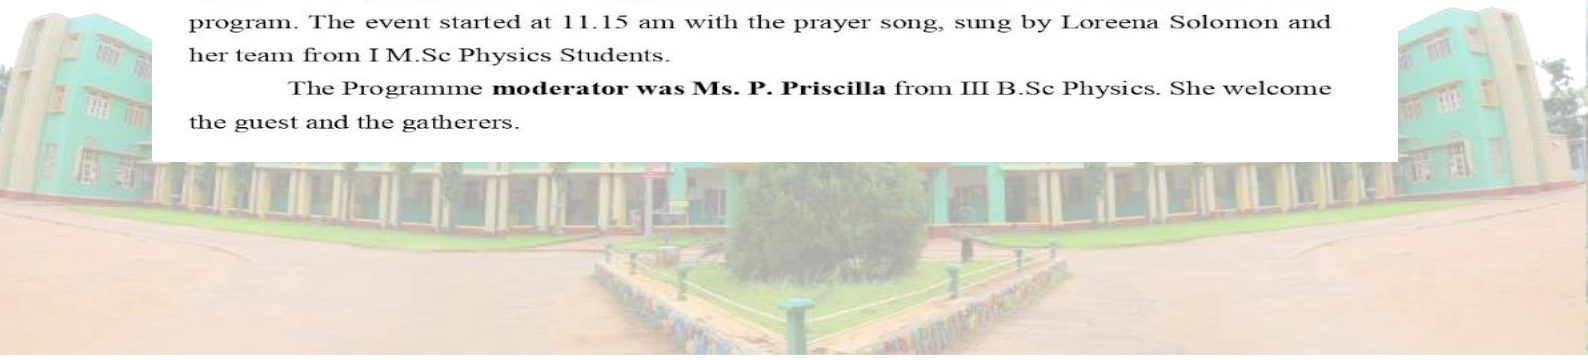 program. The event started at 11.15 am with the prayer song, sung by Loreena Solomon and
her team from I M.Sc Physics Students.
The Programme moderator was Ms. P. Priscilla from III B.Sc Physics. She welcome
the guest and the gatherers.